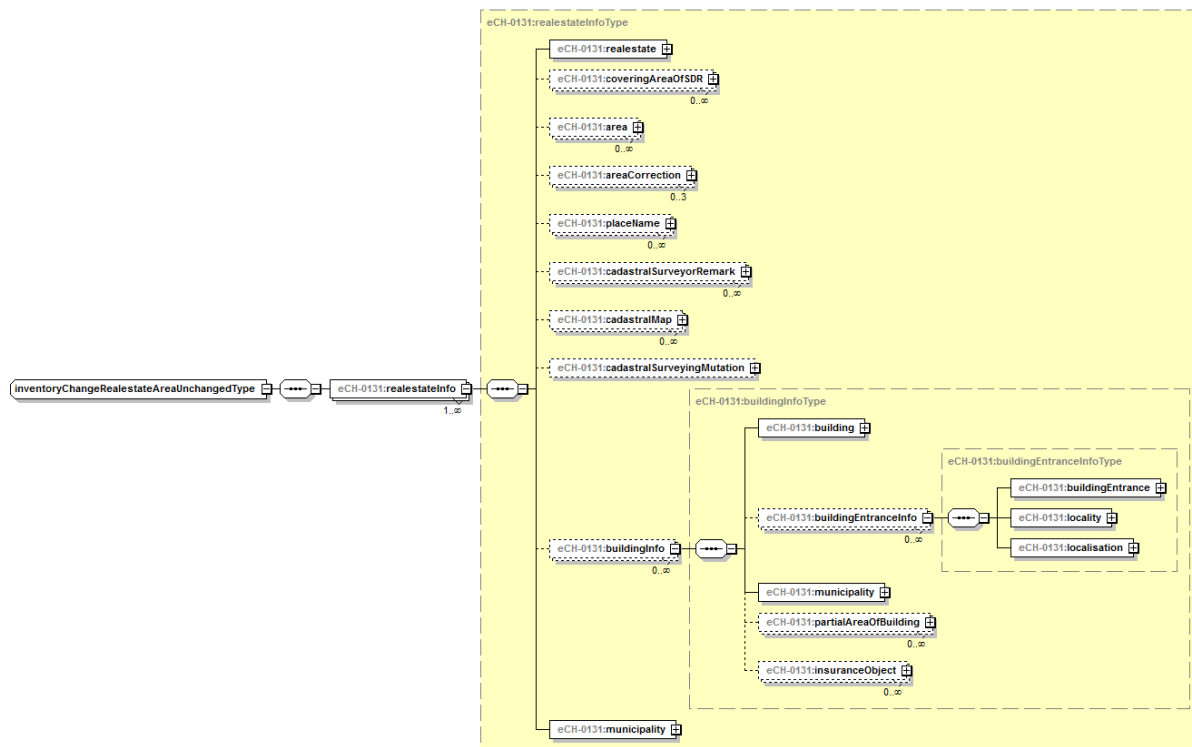 eCH-0131:realestateInfoType
eCH-0131:realestate
eCH-0131:coveringAreaOfSDR
0..∞
eCH-0131:area
0..∞
eCH-0131:areaCorrection
0..3
eCH-0131:placeName
0..∞
eCH-0131:cadastralSurveyorRemark
0..∞
eCH-0131:cadastralMap
0..∞
eCH-0131:cadastralSurveyingMutation
inventoryChangeRealestateAreaUnchangedType
eCH-0131:realestateInfo
1..∞
eCH-0131:buildingInfoType
eCH-0131:building
eCH-0131:buildingEntranceInfoType
eCH-0131:buildingEntrance
eCH-0131:buildingEntranceInfo
0..∞
eCH-0131:locality
eCH-0131:localisation
eCH-0131:buildingInfo
0..∞
eCH-0131:municipality
eCH-0131:partialAreaOfBuilding
0..∞
eCH-0131:insuranceObject
0..∞
eCH-0131:municipality